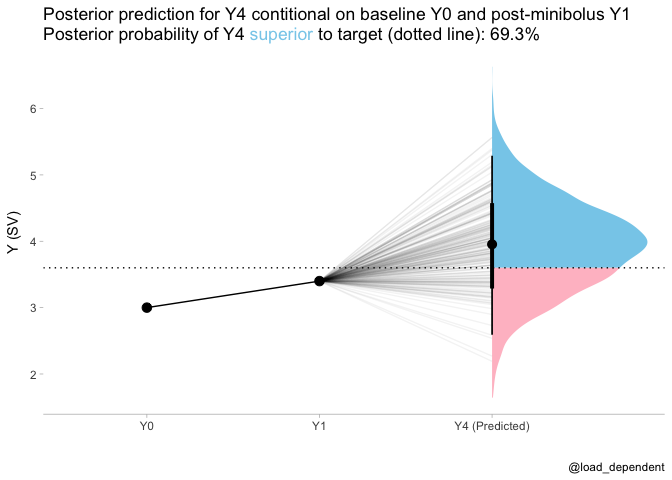 Posterior prediction for Y4 contitional on baseline Y0 and post-minibolus Y1
Posterior probability of Y4 superior to target (dotted line): 69.3%
6
5
4
3
2
Y (SV)
Y0
Y1
Y4 (Predicted)
@load_dependent